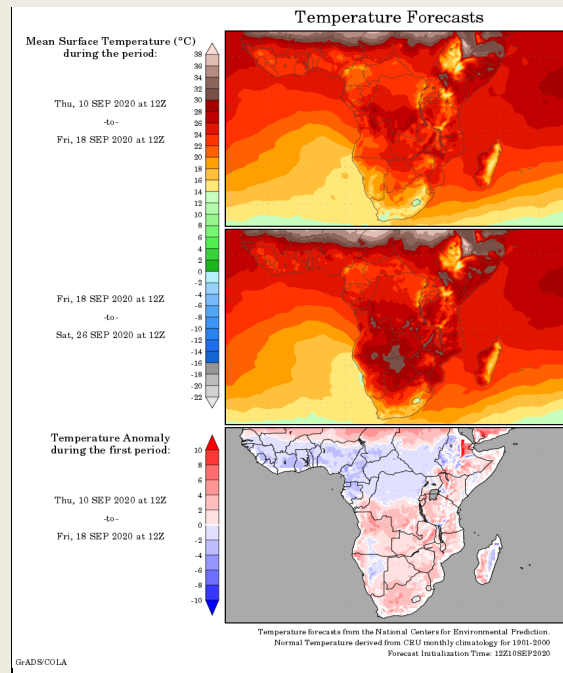 Temperature Forecasts
Mean Surface Temperature (°C)
during the period:
Thu, 10 SEP 2020 at 12Z
-to-
Fri, 18 SEP 2020 at 12Z
38
36
34
32
30
28
26
24
22
20
18
16
14
12
10
8
6
4
2
0
-2
-4
-6
-8
-10
-12
-14
-16
-18
-20
-22
Fri, 18 SEP 2020 at 12Z
-to-
Sat, 26 SEP 2020 at 12Z
Temperature Anomaly
during the first period:
Thu, 10 SEP 2020 at 12Z
-to-
Fri, 18 SEP 2020 at 12Z
10
8
6
4
2
0
-2
-4
-6
-8
-10
Temperature forecasts from the National Centers for Environmental Prediction.
Normal Temperature derived from CRU monthly climatology for 1901-2000
Forecast Initialization Time: 12Z10SEP2020
GrADS/COLA